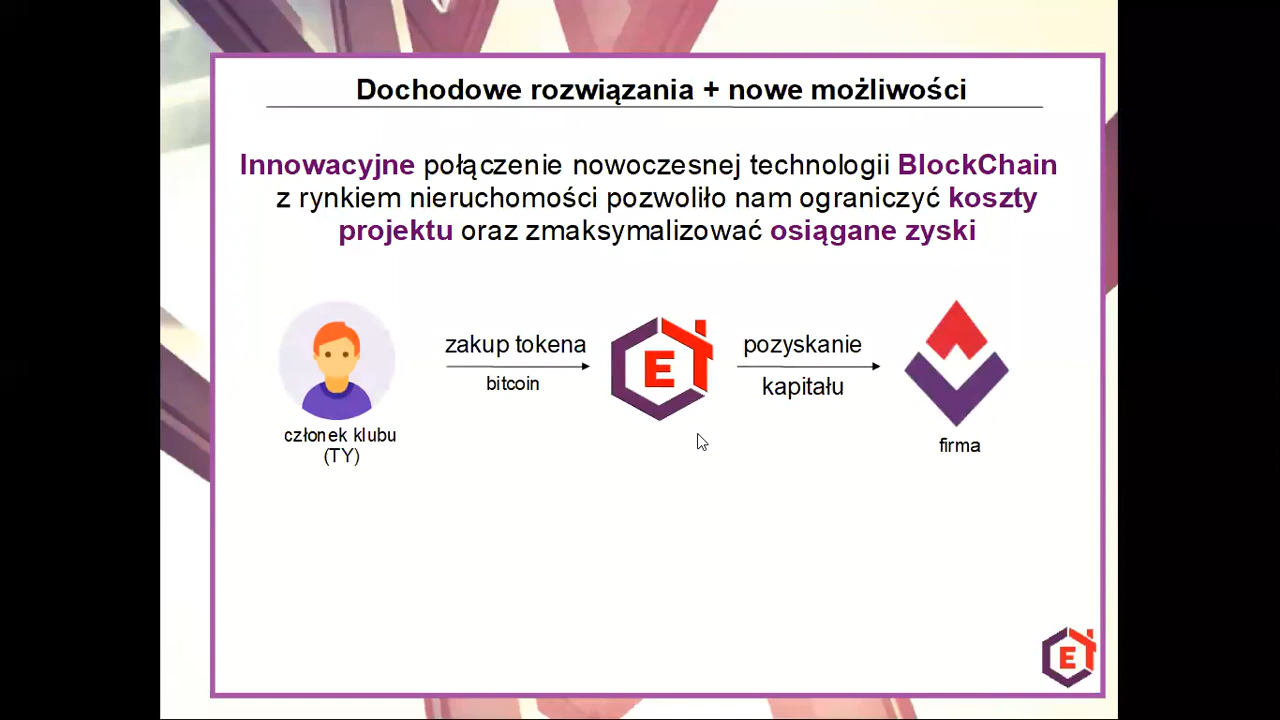 Dochodowe rozwiązania + nowe możliwości
Innowacyjne połączenie nowoczesnej technologii BlockChain
z rynkiem nieruchomości pozwoliło nam ograniczyć koszty
projektu oraz zmaksymalizować osiągane zyski
zakup tokena
bitcoin
E
pozyskanie
kapitału
członek klubu
(TY)
firma
E